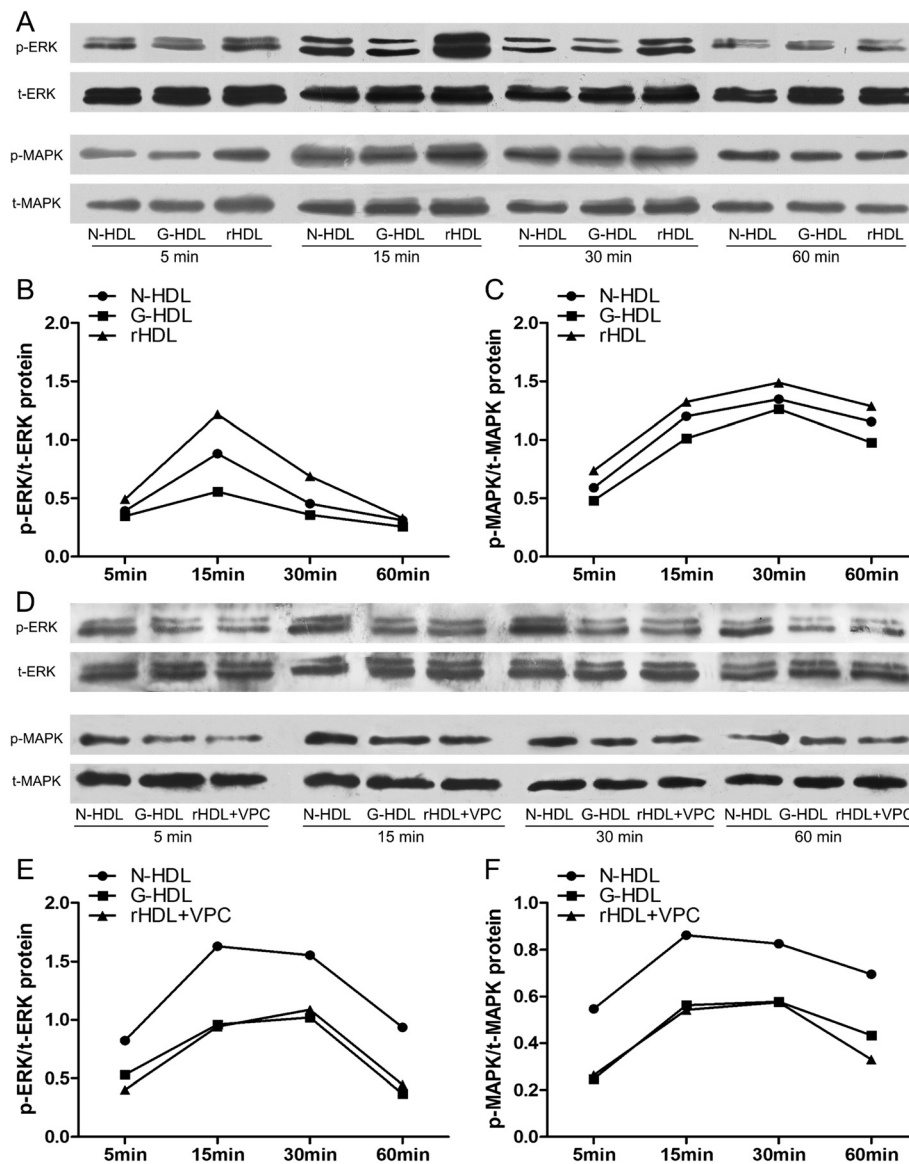 A
p-ERK
t-ERK
p-MAPK
t-MAPK
N-HDL G-HDL rHDL N-HDL G-HDL rHDL N-HDL G-HDL rHDL N-HDL G-HDL rHDL
5 min 15 min 30 min 60 min
B
N-HDL
G-HDL
rHDL
p-ERK/t-ERK protein
2.0
1.5
1.0
0.5
0.0
5min 15min 30min 60min
C
N-HDL
G-HDL
rHDL
p-MAPK/t-MAPK protein
2.0
1.5
1.0
0.5
0.0
5min 15min 30min 60min
D
p-ERK
t-ERK
p-MAPK
t-MAPK
N-HDL G-HDL rHDL+VPC N-HDL G-HDL rHDL+VPC N-HDL G-HDL rHDL+VPC N-HDL G-HDL rHDL+VPC
5 min 15 min 30 min 60 min
E
N-HDL
G-HDL
rHDL+VPC
p-ERK/t-ERK protein
2.0
1.5
1.0
0.5
0.0
5min 15min 30min 60min
F
N-HDL
G-HDL
rHDL+VPC
p-MAPK/t-MAPK protein
1.0
0.8
0.6
0.4
0.2
0.0
5min 15min 30min 60min